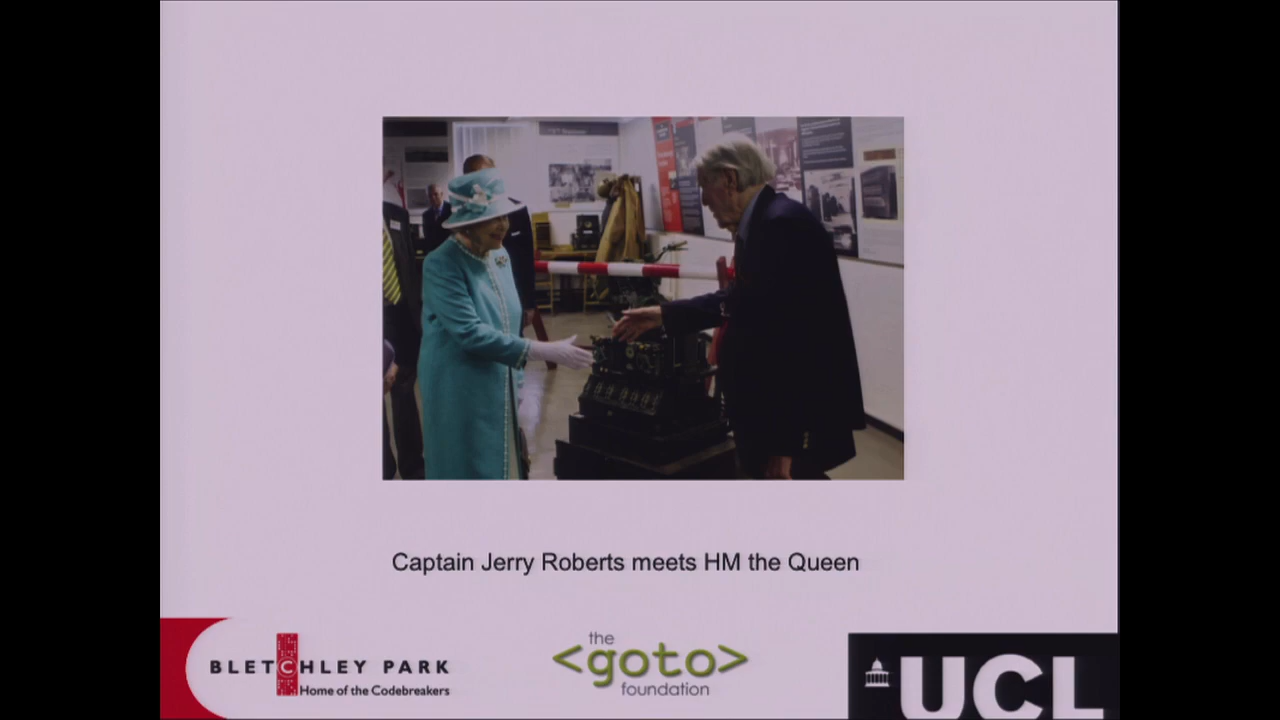 Captain Jerry Roberts meets HM the Queen
BLETCHLEY PARK
Home of the Codebreakers
the
<goto>
foundation
UCL